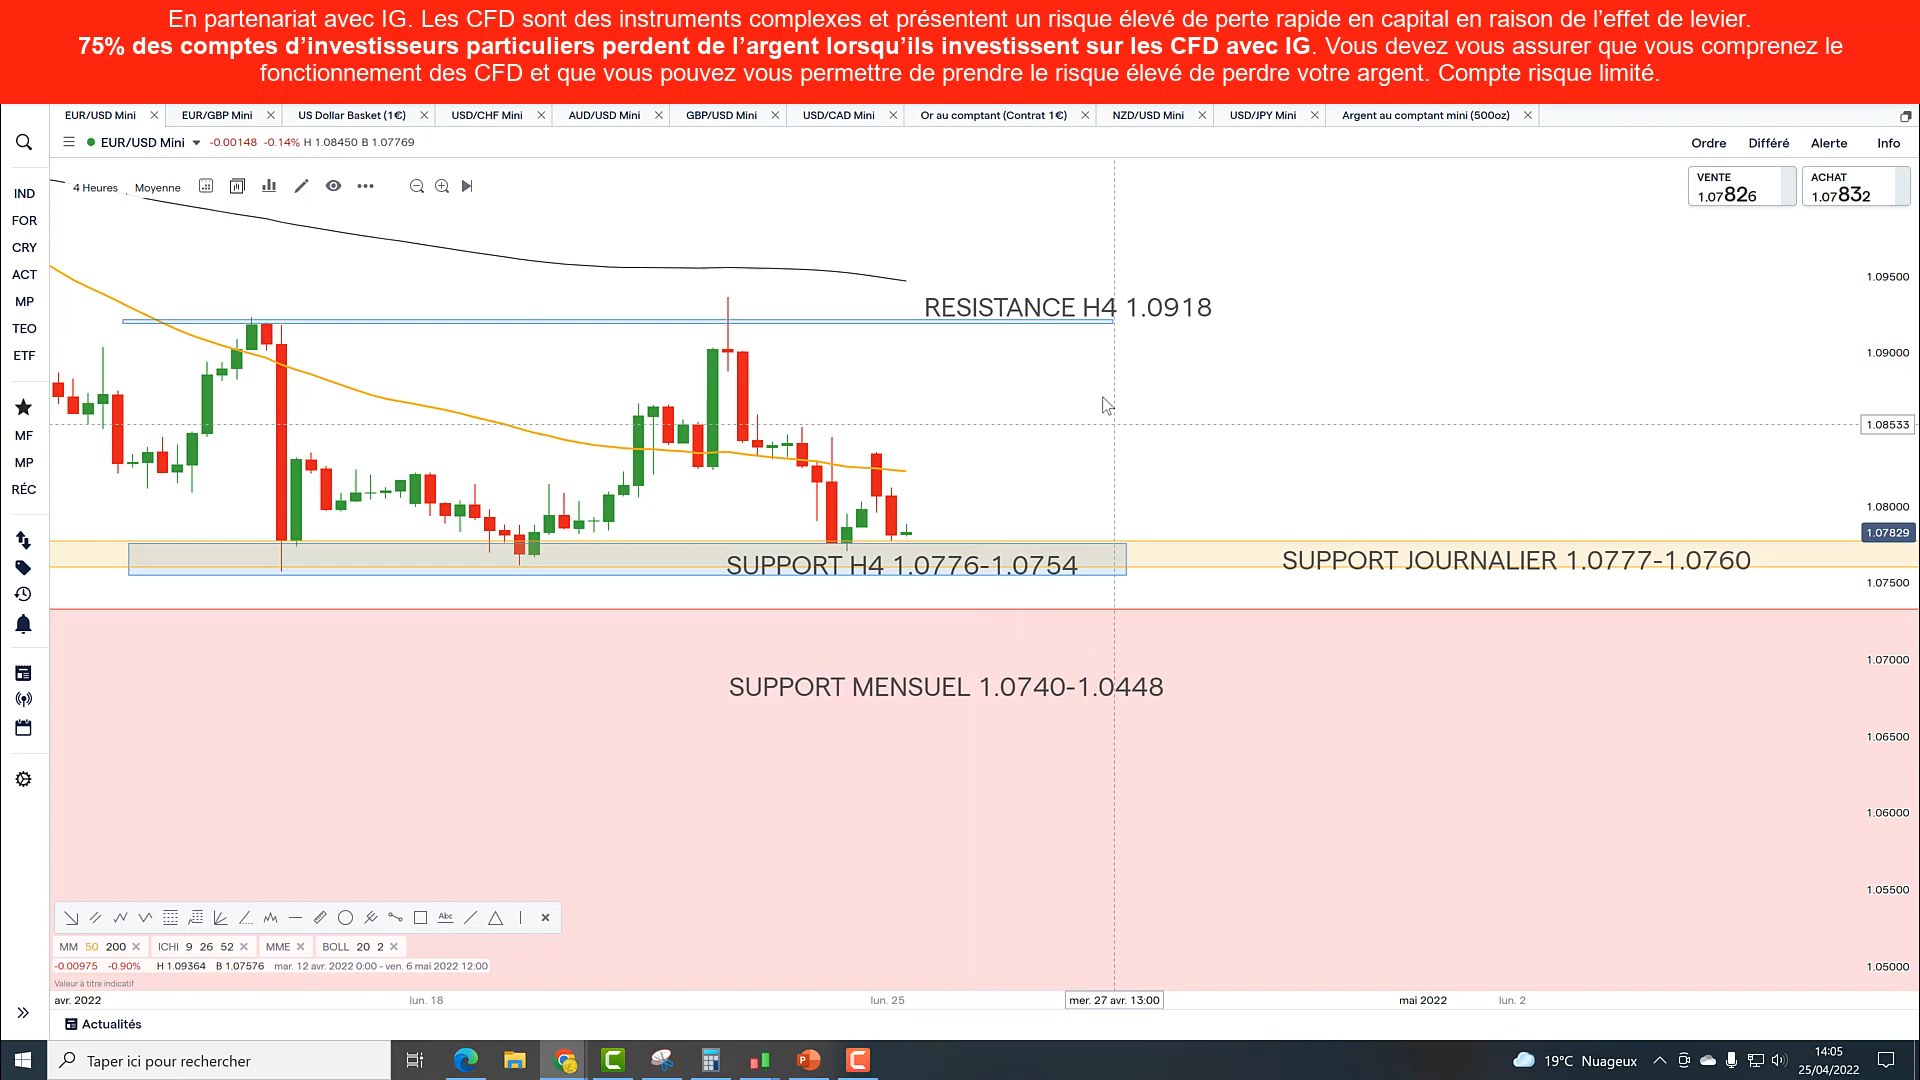 En partenariat avec IG. Les CFD sont des instruments complexes et présentent un risque élevé de perte rapide en capital en raison de l’effet de levier.
75% des comptes d’investisseurs particuliers perdent de l’argent lorsqu’ils investissent sur les CFD avec IG. Vous devez vous assurer que vous comprenez le
fonctionnement des CFD et que vous pouvez vous permettre de prendre le risque élevé de perdre votre argent. Compte risque limité.
EUR/USD Mini EUR/GBP Mini US Dollar Basket (1€) USD/CHF Mini AUD/USD Mini GBP/USD Mini USD/CAD Mini Or au comptant (Contrat 1€) NZD/USD Mini USD/JPY Mini Argent au comptant mini (500oz)
EUR/USD Mini -0.00148 -0.14% H 1.08450 B 1.07769 Ordre Différé Alerte Info
4 Heures Moyenne
VENTE ACHAT
1.07826 1.07832
IND
FOR
CRY
ACT
MP
TEO
ETF
MF
MP
RÉC
1.09500
RESISTANCE H4 1.0918
1.09000
1.08533
1.08000
1.07829
SUPPORT H4 1.0776-1.0754
SUPPORT JOURNALIER 1.0777-1.0760
1.07500
1.07000
SUPPORT MENSUEL 1.0740-1.0448
1.06500
1.06000
1.05500
1.05000
Abc
MM 50 200 ICHI 9 26 52 MME BOLL 20 2
-0.00975 -0.90% H 1.09364 B 1.07576 mar. 12 avr. 2022 0:00 - ven. 6 mai 2022 12:00
Valeur à titre indicatif
avr. 2022 lun. 18 lun. 25 mer. 27 avr. 13:00 mai 2022 lun. 2
Actualités
Taper ici pour rechercher
19°C Nuageux
14:05
25/04/2022